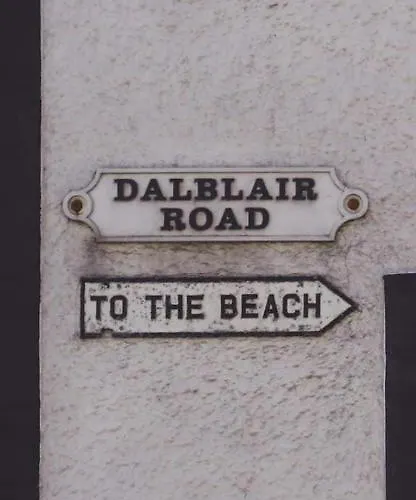 DALBLAIR
ROAD
TO THE BEACH